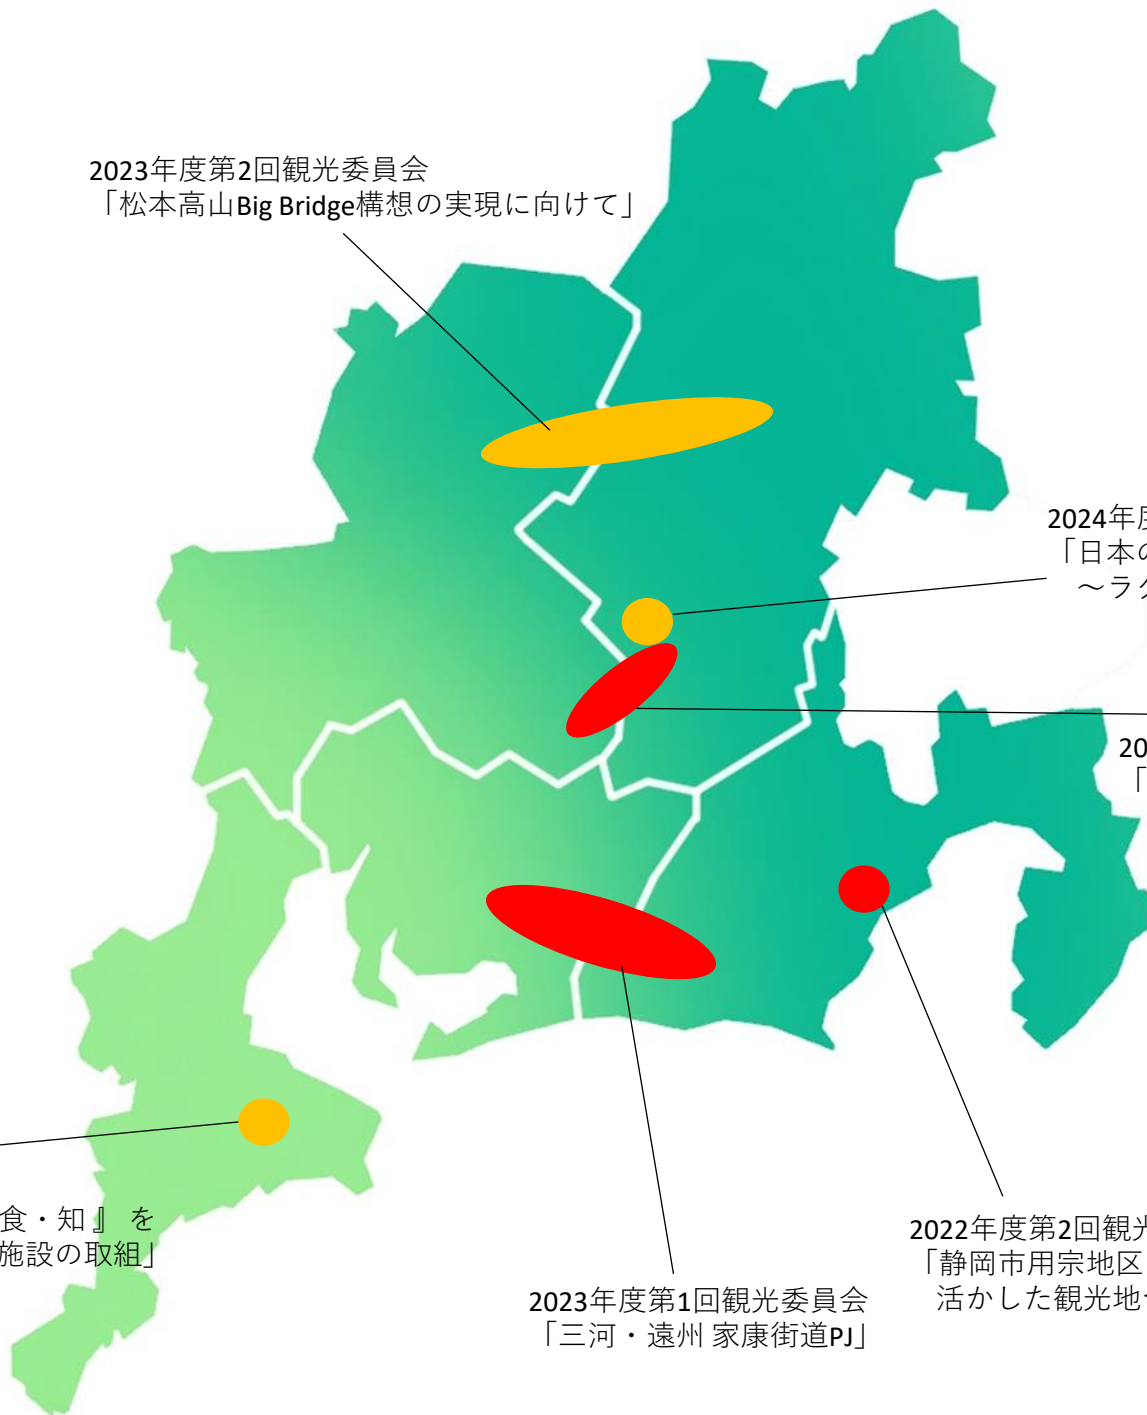 2023年度第2回観光委員会
「松本高山Big Bridge構想の実現に向けて」
2024年度
「日本の
～ラク
20
「
食・知』 を
施設の取組」
2022年度第2回観光
「静岡市用宗地区
活かした観光地
2023年度第1回観光委員会
「三河・遠州 家康街道PJ」